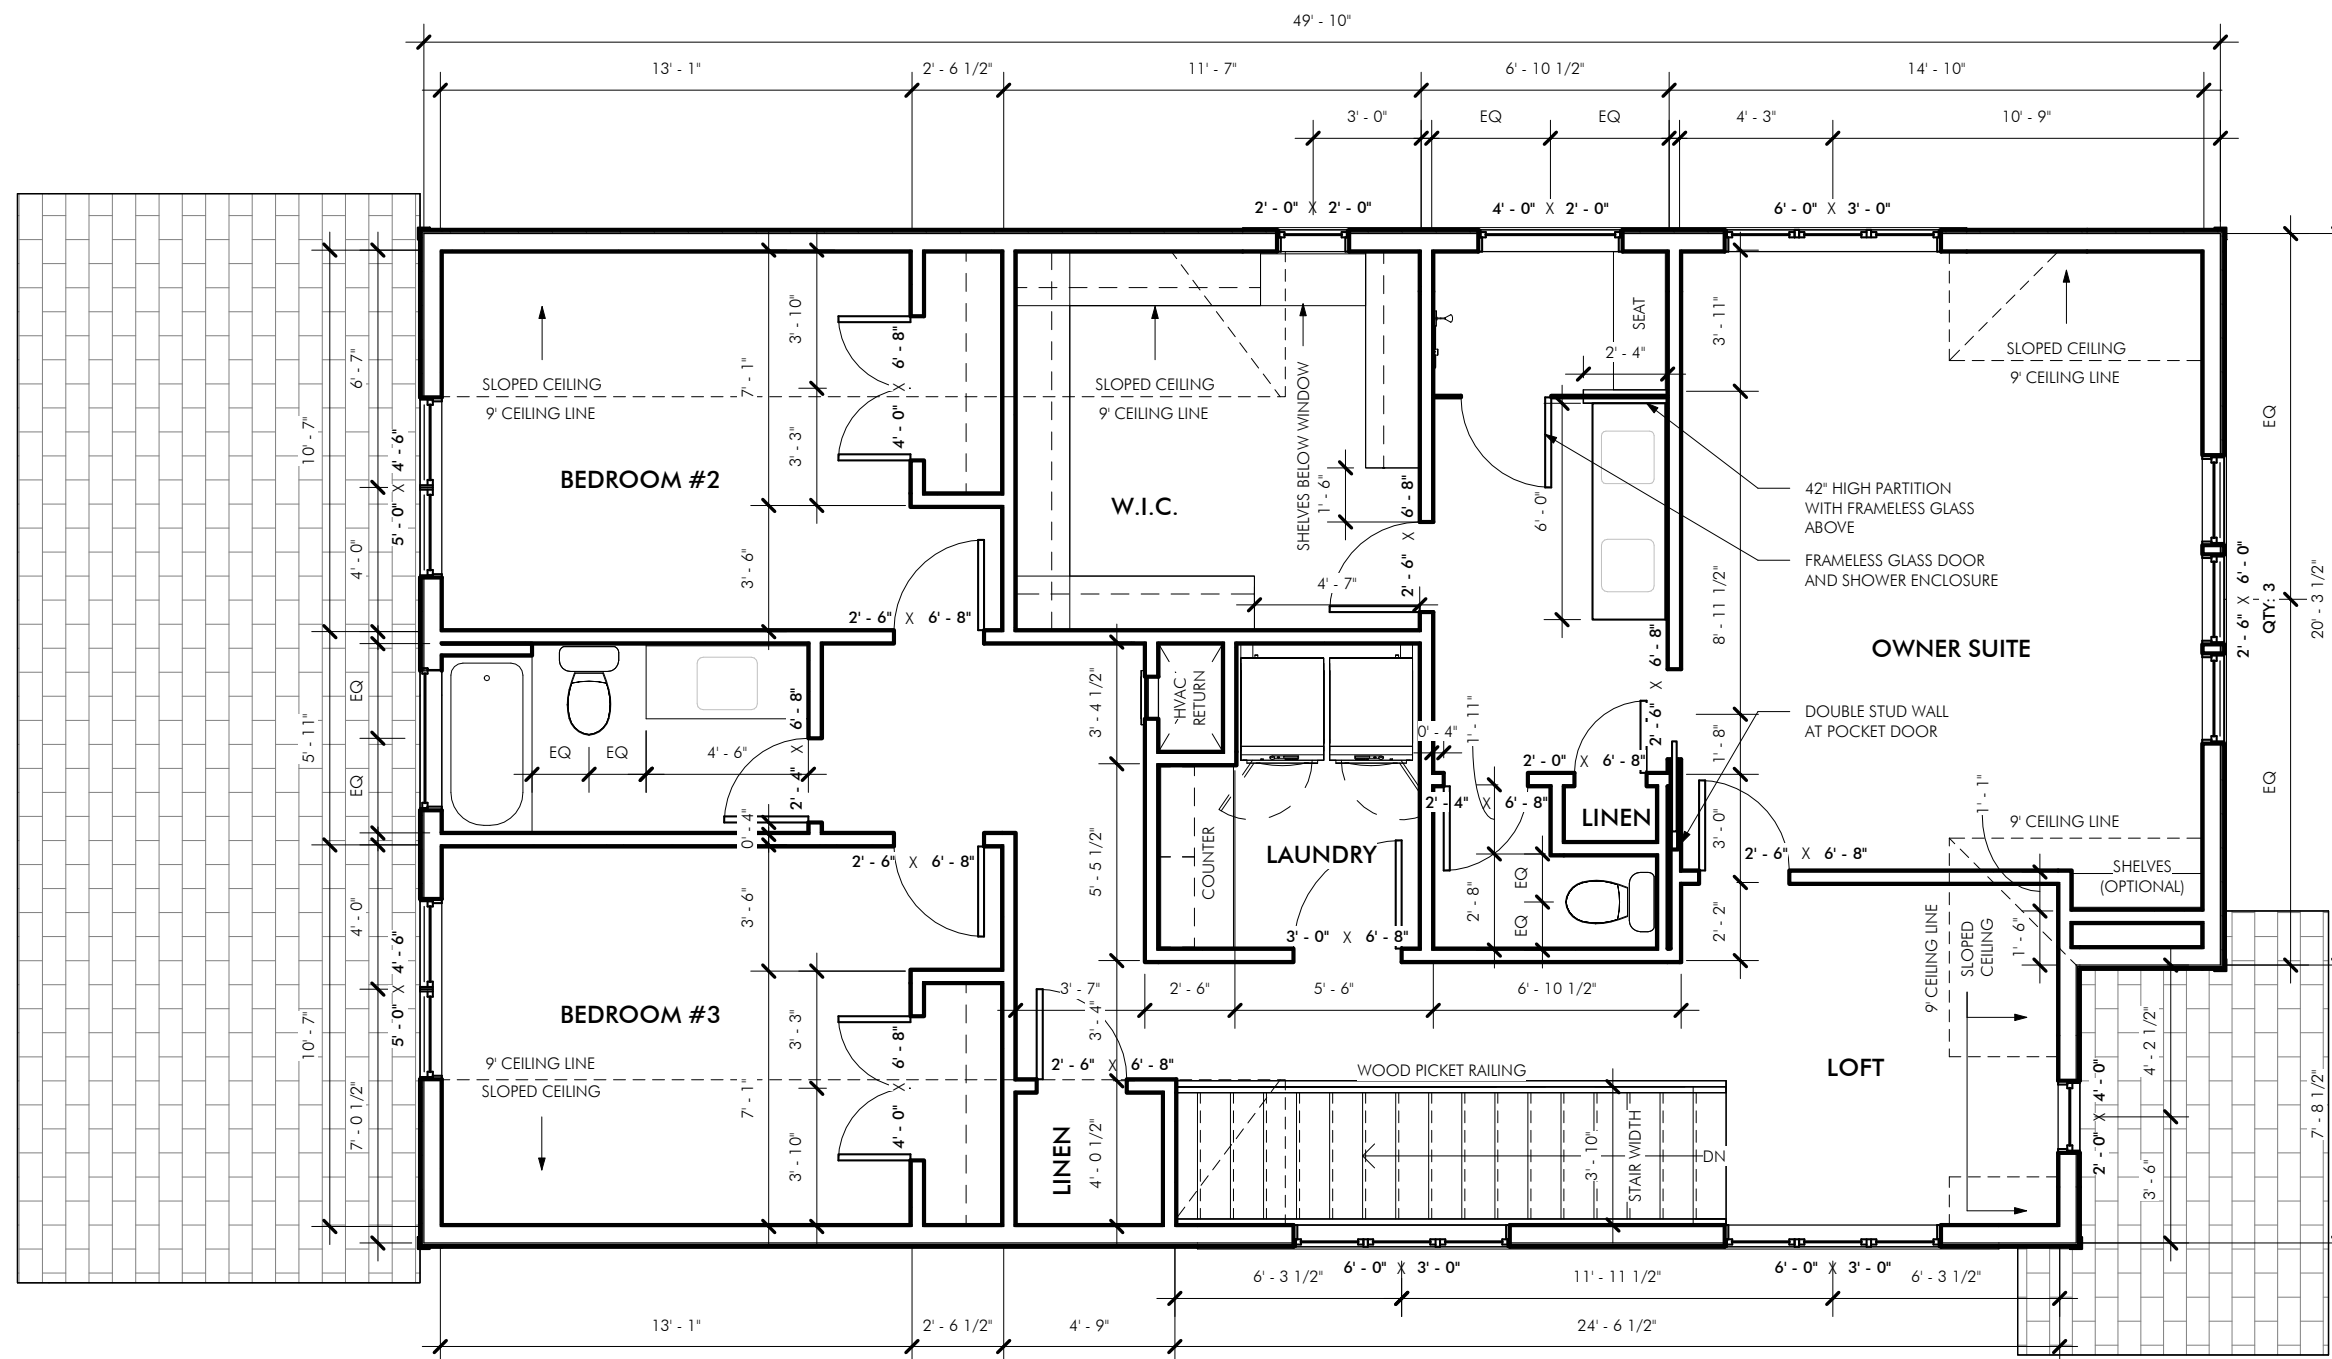 49' - 10"
13' - 1"
2' - 6 1/2"
11' - 7"
6' - 10 1/2"
14' - 10"
3' - 0"
EQ
EQ
4' - 3"
10' - 9"
2' - 0" X 2' - 0"
4' - 0" X 2' - 0"
6' - 0" X 3' - 0"
6' - 7"
10' - 7"
5' - 0" X 4' - 6"
4' - 0"
SLOPED CEILING
9' CEILING LINE
BEDROOM #2
7' - 1"
3' - 10"
3' - 3"
4' - 0" X 6' - 8"
3' - 6"
2' - 6" X 6' - 8"
SLOPED CEILING
9' CEILING LINE
W.I.C.
SHELVES BELOW WINDOW
1' - 6"
4' - 7"
2' - 6" X 6' - 8"
SEAT
2' - 4"
6' - 0"
3' - 11"
8' - 11 1/2"
SLOPED CEILING
9' CEILING LINE
42" HIGH PARTITION
WITH FRAMELESS GLASS
ABOVE
FRAMELESS GLASS DOOR
AND SHOWER ENCLOSURE
OWNER SUITE
DOUBLE STUD WALL
AT POCKET DOOR
EQ
2' - 6" X 6' - 0"
QTY: 3
20' - 3 1/2"
EQ
EQ
5' - 11"
EQ
EQ
EQ
4' - 6"
2' - 4" X 6' - 8"
0' - 4"
3' - 4 1/2"
HVAC
RETURN
0' - 4"
1' - 11"
2' - 0" X 6' - 8"
2' - 6" X 6' - 8"
1' - 8"
2' - 4" X 6' - 8"
LINEN
3' - 0"
2' - 6" X 6' - 8"
9' CEILING LINE
1' - 1"
SHELVES
(OPTIONAL)
2' - 6" X 6' - 8"
5' - 5 1/2"
COUNTER
LAUNDRY
3' - 0" X 6' - 8"
2' - 8"
EQ
EQ
2' - 2"
9' CEILING LINE
SLOPED
CEILING
1' - 6"
4' - 0"
5' - 0" X 4' - 6"
10' - 7"
7' - 0 1/2"
BEDROOM #3
9' CEILING LINE
SLOPED CEILING
3' - 6"
7' - 1"
3' - 3"
3' - 10"
4' - 0" X 6' - 8"
3' - 7"
2' - 6"
5' - 6"
6' - 10 1/2"
3' - 4"
2' - 6" X 6' - 8"
LINEN
4' - 0 1/2"
WOOD PICKET RAILING
3' - 10"
STAIR WIDTH
DN
LOFT
2' - 0" X 4' - 0"
4' - 2 1/2"
3' - 6"
7' - 8 1/2"
6' - 3 1/2"
6' - 0" X 3' - 0"
11' - 11 1/2"
6' - 0" X 3' - 0"
6' - 3 1/2"
13' - 1"
2' - 6 1/2"
4' - 9"
24' - 6 1/2"